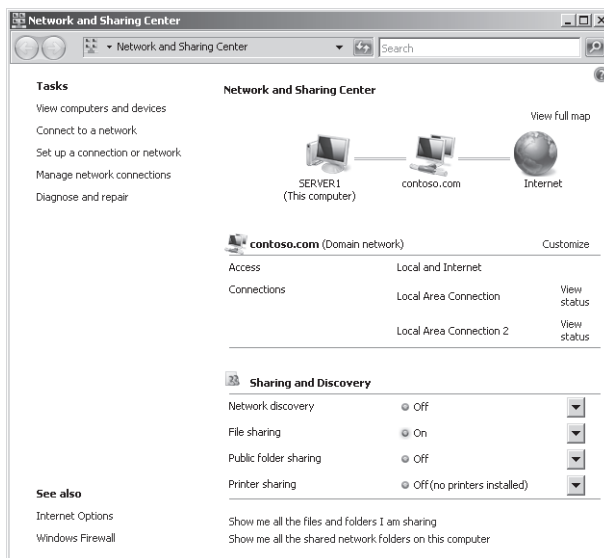 Network and Sharing Center
Network and Sharing Center
Search
Tasks
View computers and devices
Connect to a network
Set up a connection or network
Manage network connections
Diagnose and repair
See also
Internet Options
Windows Firewall
Network and Sharing Center
View full map
SERVER1
(This computer)
contoso.com
Internet
contoso.com (Domain network)
Customize
Access Local and Internet
Connections Local Area Connection View
status
Local Area Connection 2 View
status
Sharing and Discovery
Network discovery Off
File sharing On
Public folder sharing Off
Printer sharing Off (no printers installed)
Show me all the files and folders I am sharing
Show me all the shared network folders on this computer